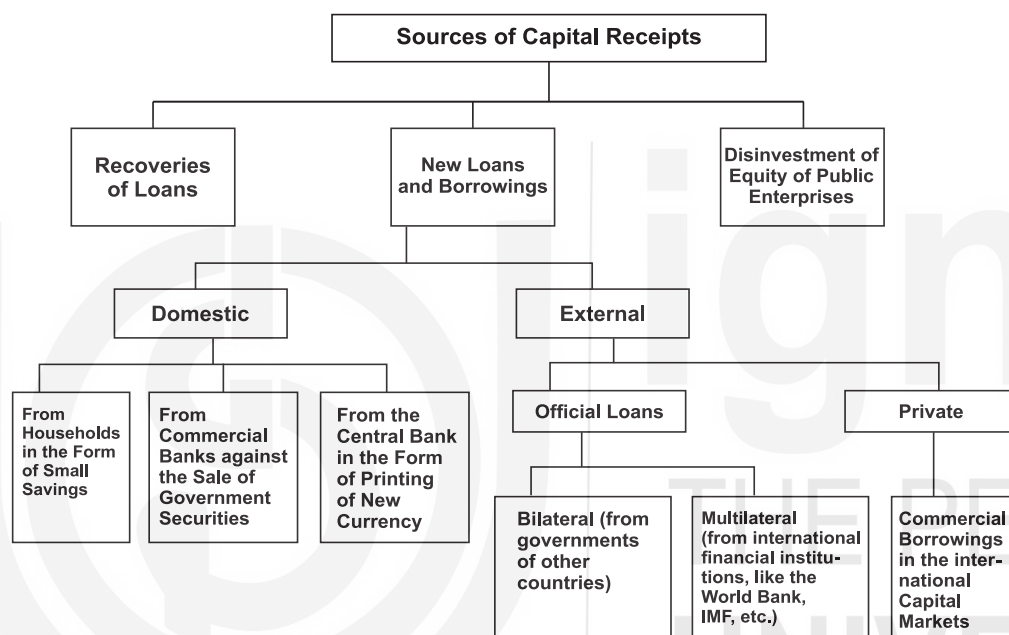 Sources of Capital Receipts
Recoveries
of Loans
New Loans
and Borrowings
Disinvestment of
Equity of Public
Enterprises
Domestic
External
From
Households
in the Form
of Small
Savings
From
Commercial
Banks against
the Sale of
Government
Securities
From the
Central Bank
in the Form
of Printing
of New
Currency
Official Loans
Private
Bilateral (from
governments
of other
countries)
Multilateral
(from international
financial institu-
tions, like the
World Bank,
IMF, etc.)
Commercial
Borrowings
in the inter-
national
Capital
Markets
ign
THE PE